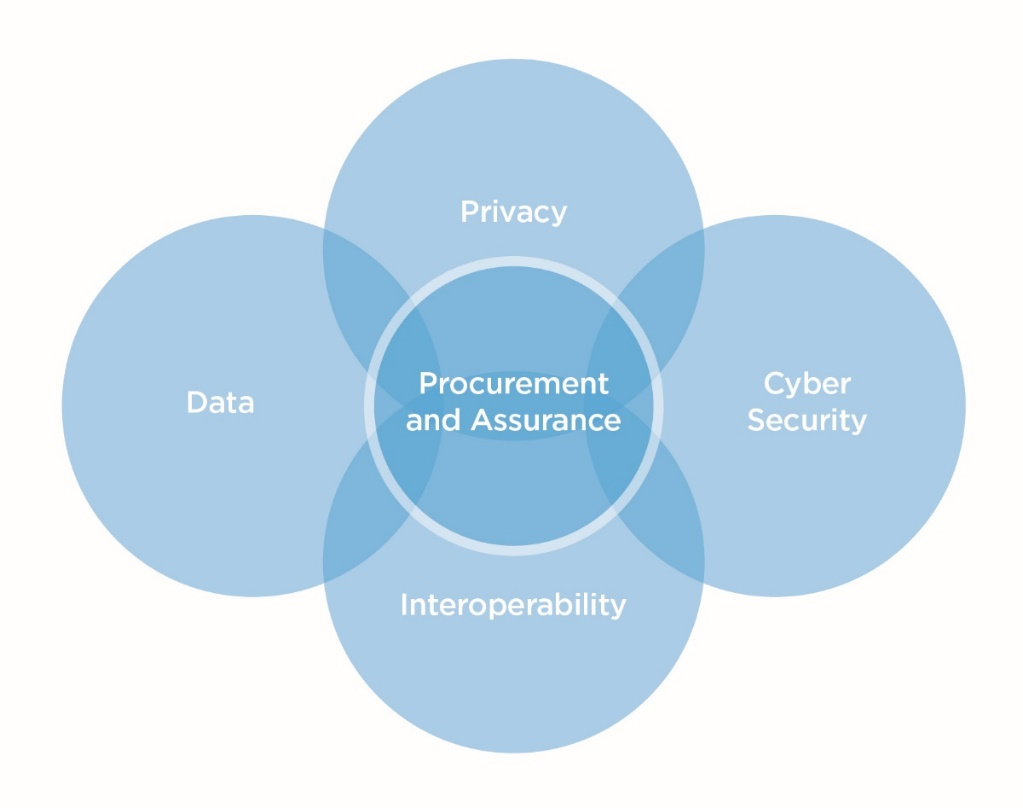 Privacy
Data
Procurement
and Assurance
Cyber
Security
Interoperability